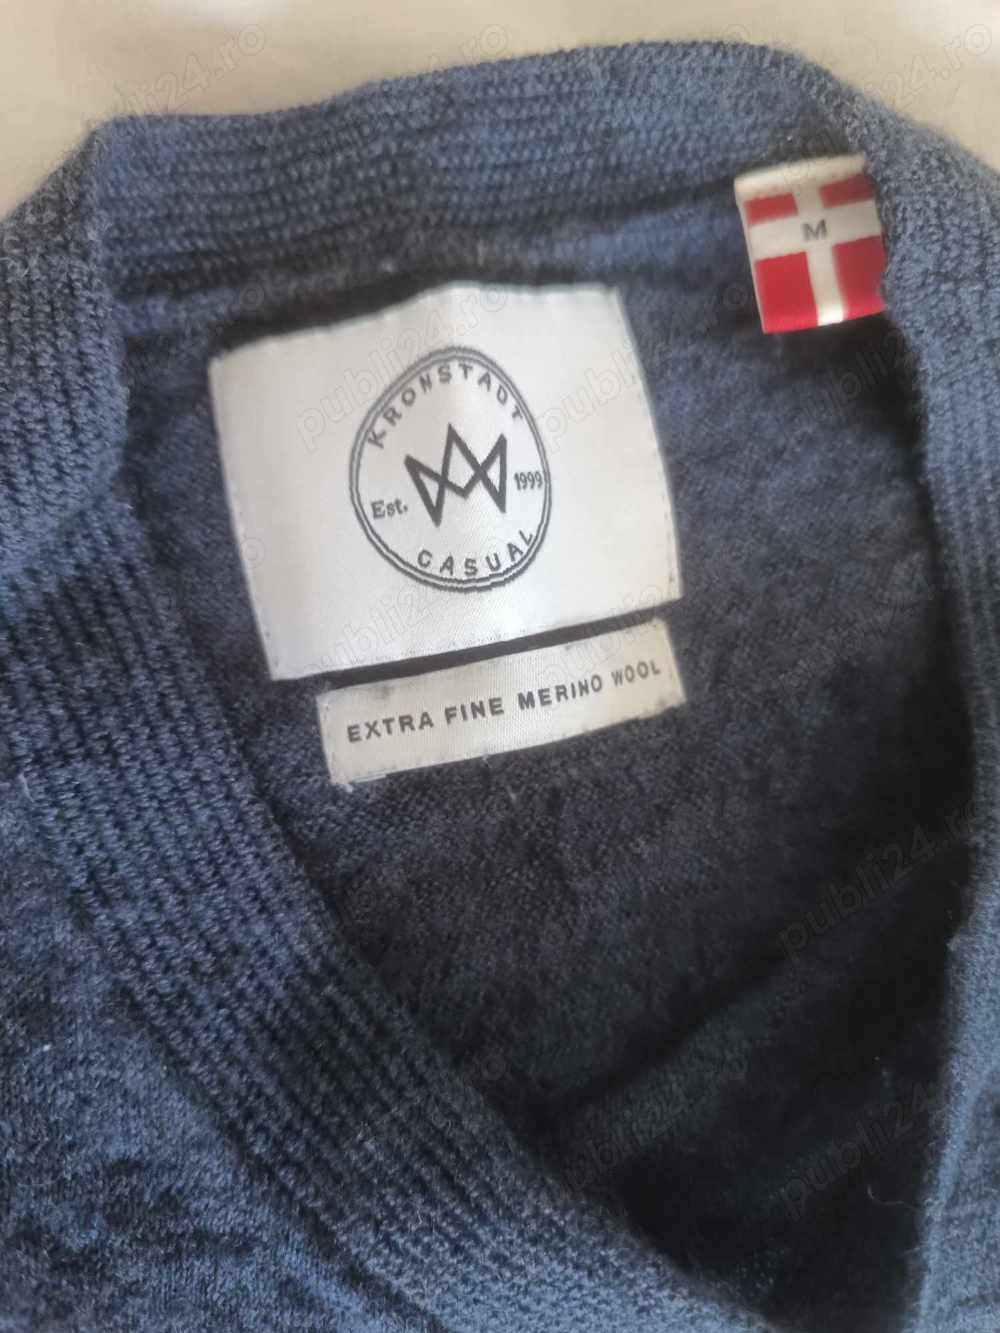 M
KRONSTADT
Est. 1999
CASUAL
EXTRA FINE MERINO WOOL
publi24.ro